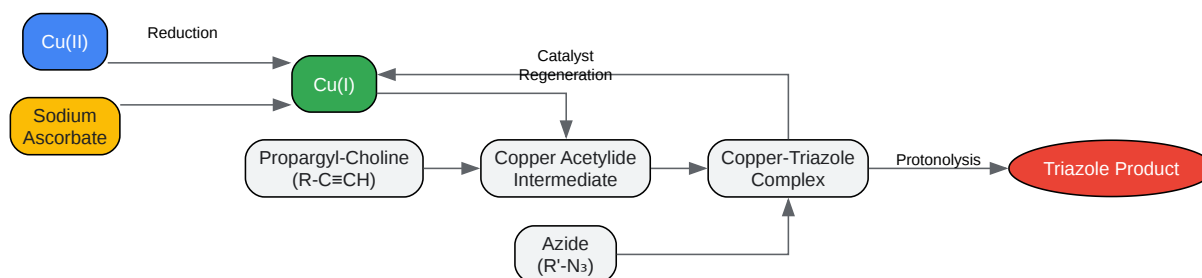 Cu(II)
Reduction
Sodium
Ascorbate
Cu(I)
Catalyst
Regeneration
Propargyl-Choline
(R-C≡CH)
Copper Acetylide
Intermediate
Copper-Triazole
Complex
Protonolysis
Triazole Product
Azide
(R'-N₃)